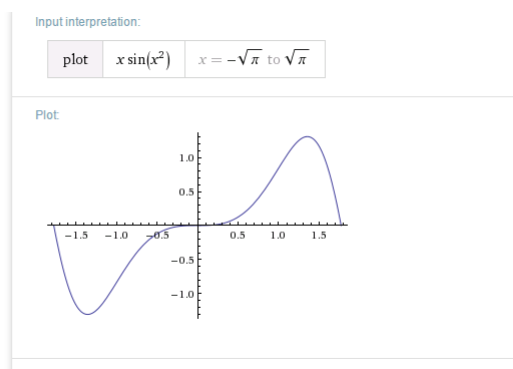 Input interpretation:
plot x sin(x²) x = −√π to √π
Plot:
1.0
0.5
−1.5 −1.0 −0.5 0.5 1.0 1.5
−0.5
−1.0